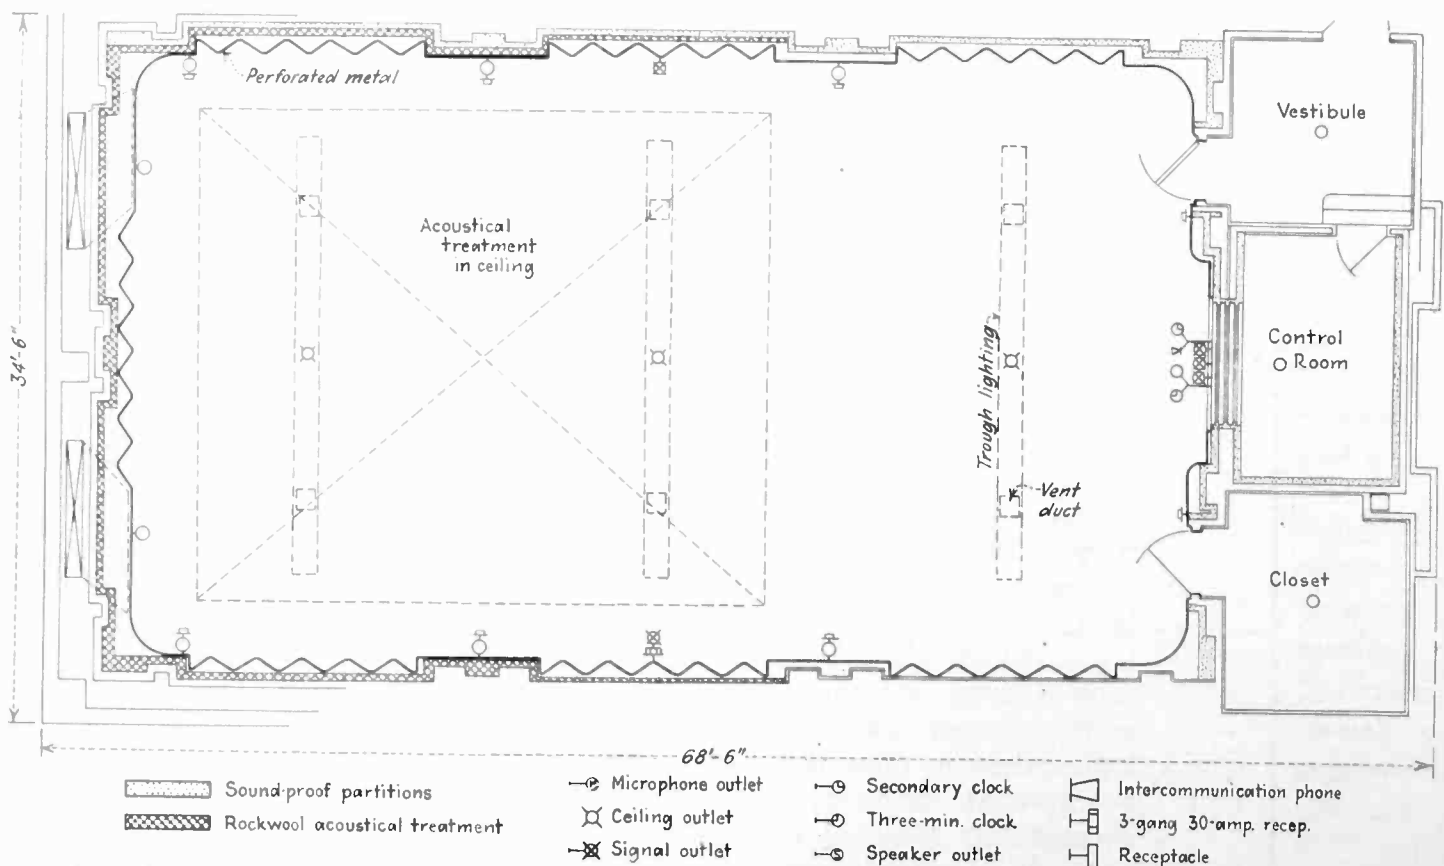 Perforated metal
Vestibule
Acoustical
treatment
in ceiling
34'-6"
Trough lighting
Control
Room
Vent
duct
Closet
68'-6"
Sound-proof partitions
Rockwool acoustical treatment
Microphone outlet
Ceiling outlet
Signal outlet
Secondary clock
Three-min. clock
Speaker outlet
Intercommunication phone
3-gang 30-amp. recep.
Receptacle